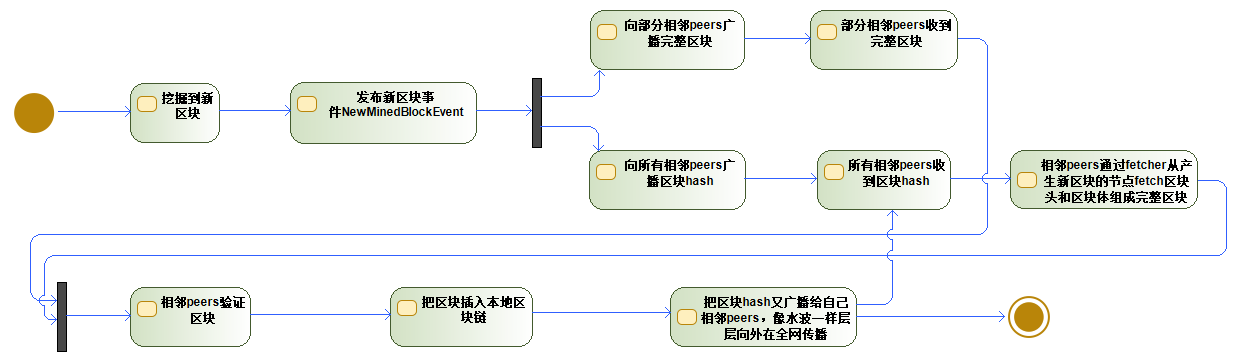 向部分相邻peers广
播完整区块
部分相邻peers收到
完整区块
挖掘到新
区块
发布新区块事
件NewMinedBlockEvent
向所有相邻peers广
播区块hash
所有相邻peers收
到区块hash
相邻peers通过fetcher从产
生新区块的节点fetch区块
头和区块体组成完整区块
相邻peers验证
区块
把区块插入本地区
块链
把区块hash又广播给自己
相邻peers，像水波一样层
层向外在全网传播